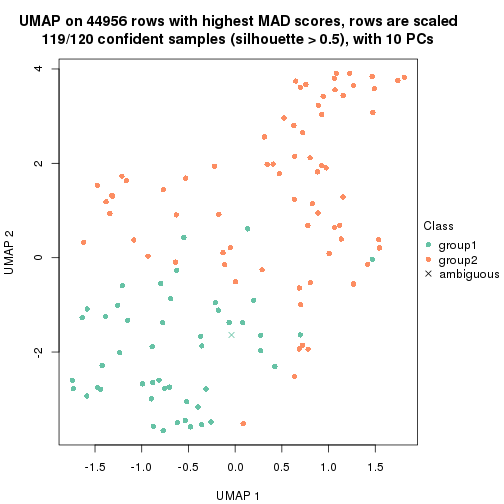 UMAP on 44956 rows with highest MAD scores, rows are scaled
119/120 confident samples (silhouette > 0.5), with 10 PCs
4
2
0
-2
UMAP 2
-1.5 -1.0 -0.5 0.0 0.5 1.0 1.5
UMAP 1
Class
group1
group2
ambiguous